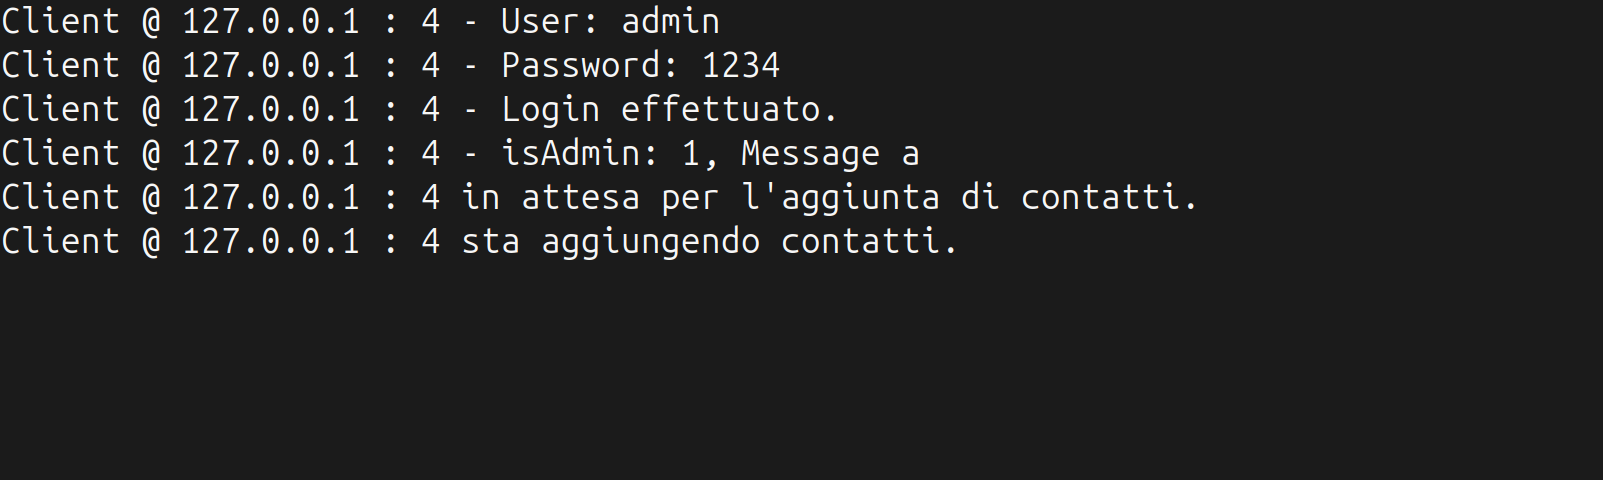 Client @ 127.0.0.1 : 4 - User: admin
Client @ 127.0.0.1 : 4 - Password: 1234
Client @ 127.0.0.1 : 4 - Login effettuato.
Client @ 127.0.0.1 : 4 - isAdmin: 1, Message a
Client @ 127.0.0.1 : 4 in attesa per l'aggiunta di contatti.
Client @ 127.0.0.1 : 4 sta aggiungendo contatti.